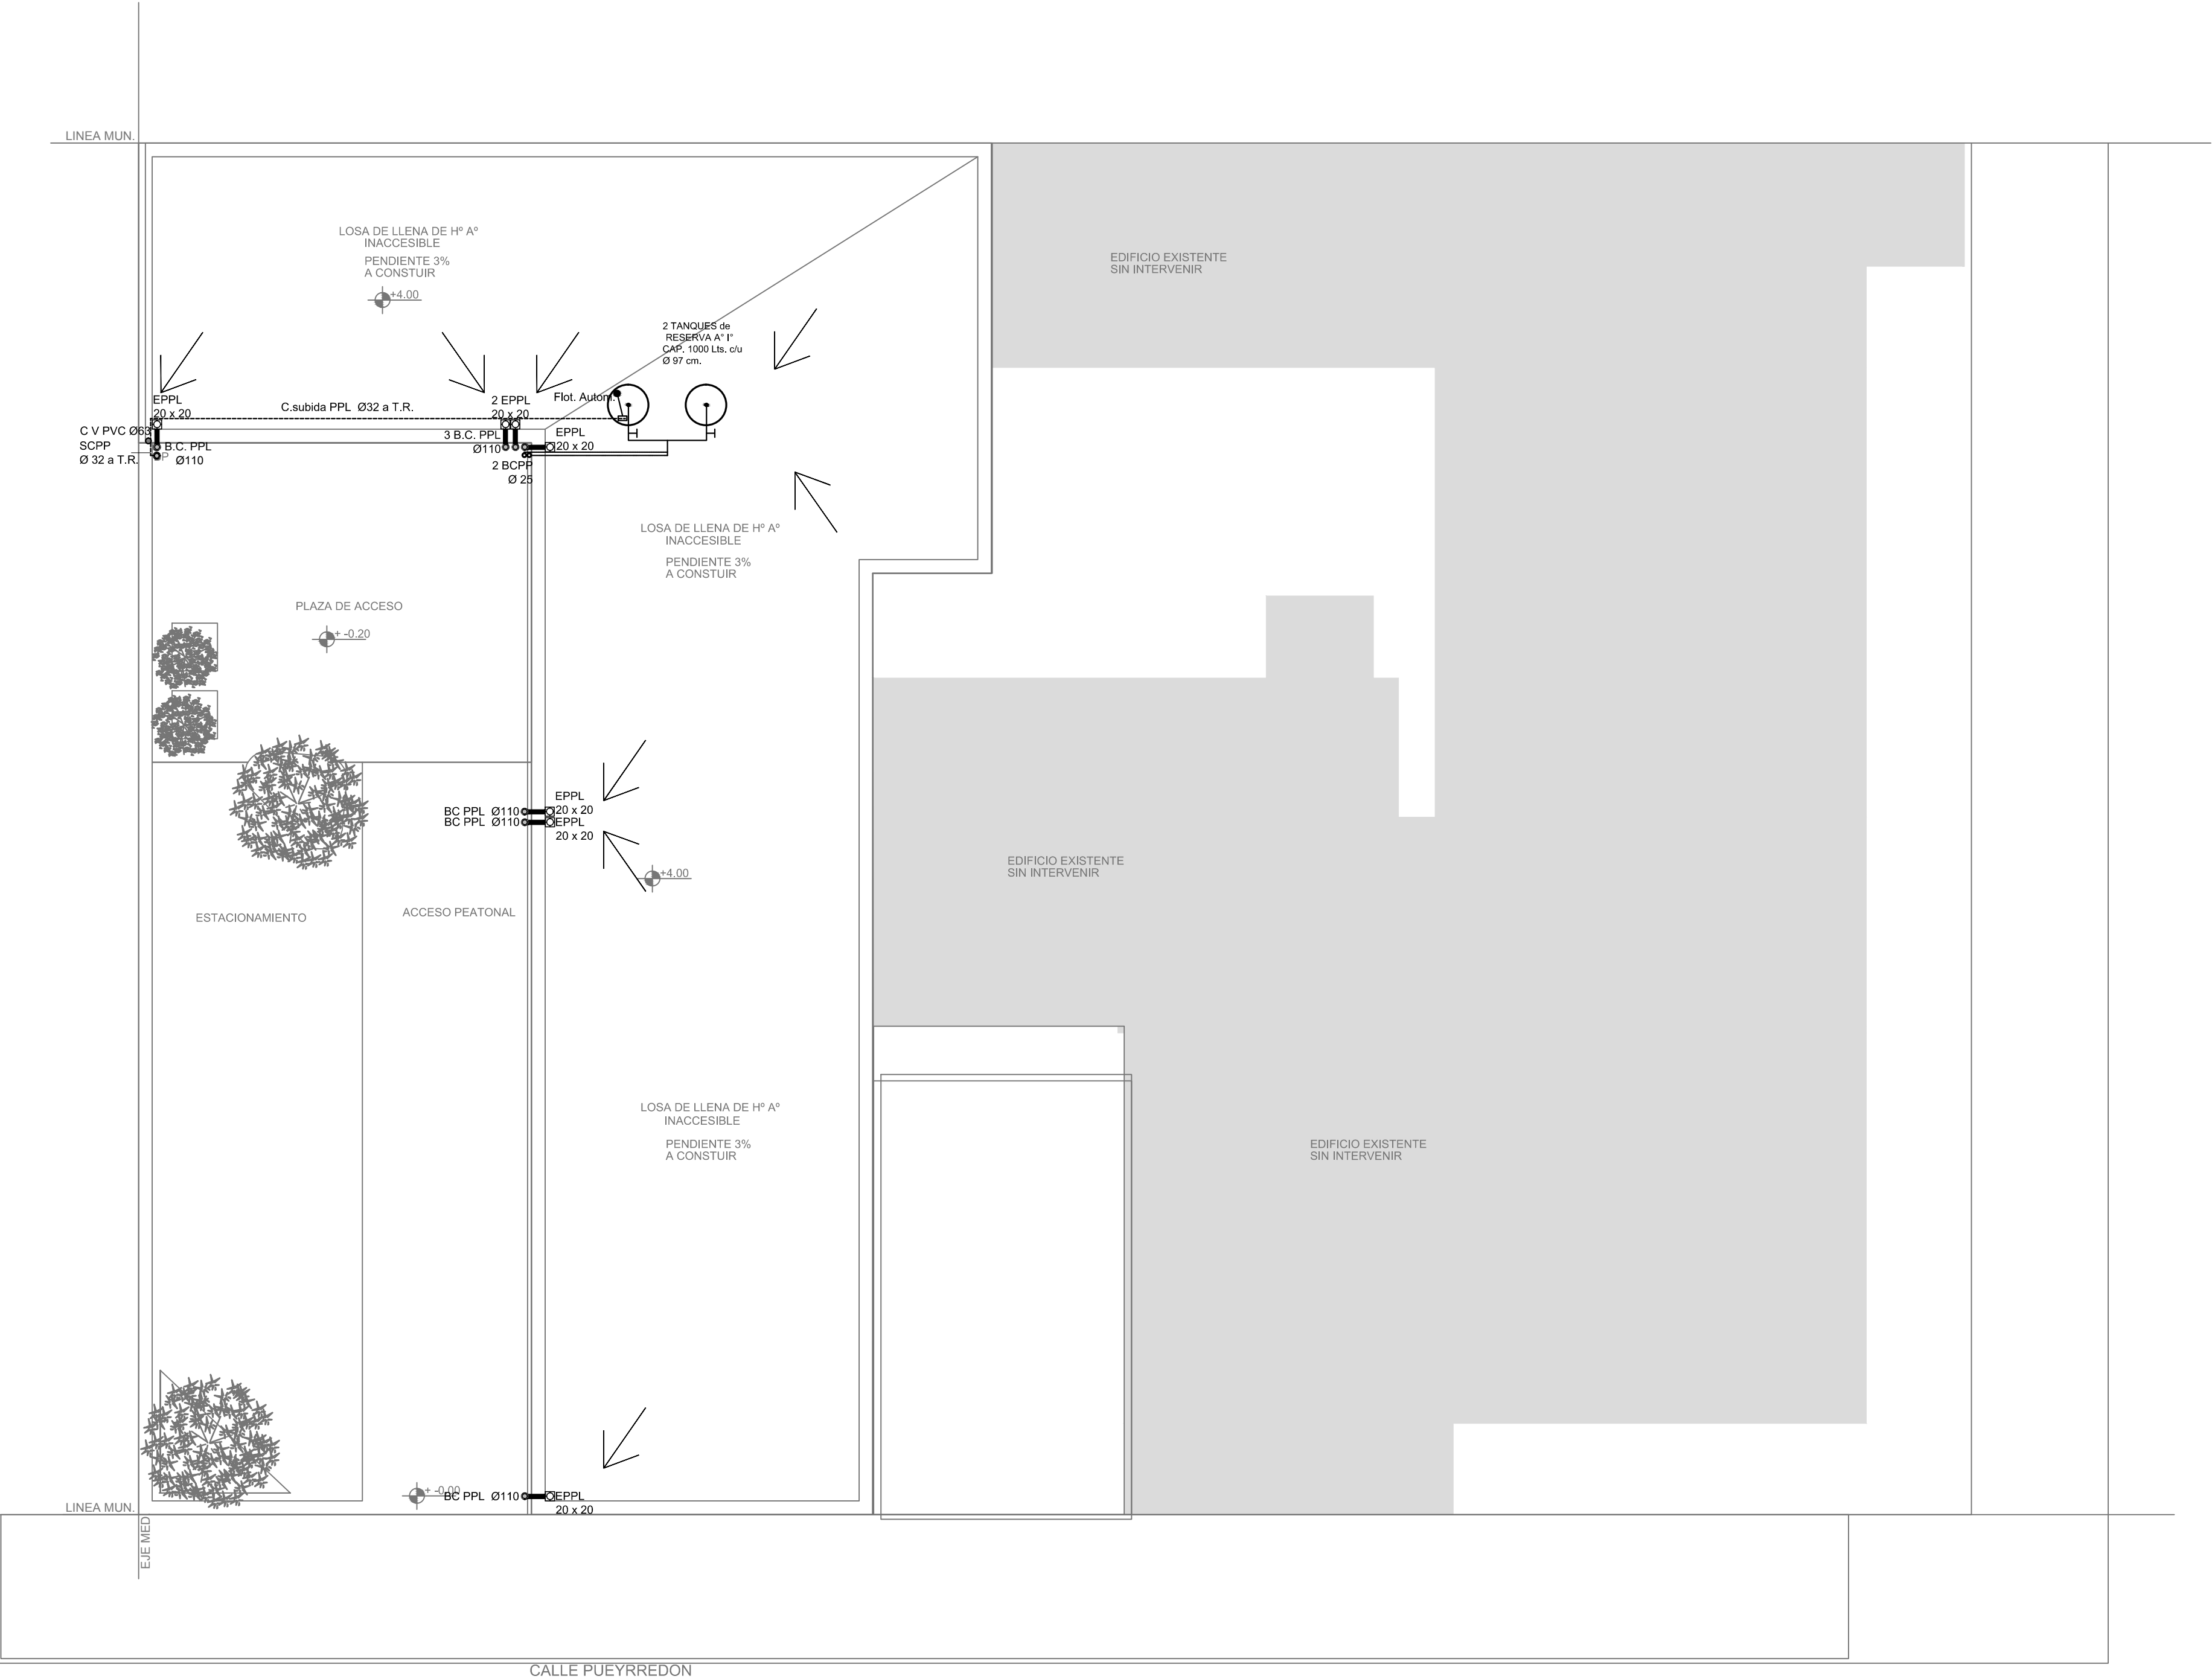 LINEA MUN.
LOSA DE LLENA DE Hº Aº
INACCESIBLE
PENDIENTE 3%
A CONSTUIR
+4.00
EDIFICIO EXISTENTE
SIN INTERVENIR
2 TANQUES de
RESERVA A° I°
CAP, 1000 Lts, c/u
Ø 97 cm.
EPPL
20 x 20
C.subida PPL Ø32 a T.R.
2 EPPL
20 x 20
Flot. Autom.
C V PVC Ø63
SCPP
Ø 32 a T.R.
B.C. PPL
Ø110
P
3 B.C. PPL
Ø110
EPPL
20 x 20
2 BCPP
Ø 25
LOSA DE LLENA DE Hº Aº
INACCESIBLE
PENDIENTE 3%
A CONSTUIR
PLAZA DE ACCESO
+ -0.20
BC PPL Ø110
BC PPL Ø110
EPPL
20 x 20
EPPL
20 x 20
+4.00
EDIFICIO EXISTENTE
SIN INTERVENIR
ESTACIONAMIENTO
ACCESO PEATONAL
LOSA DE LLENA DE Hº Aº
INACCESIBLE
PENDIENTE 3%
A CONSTUIR
EDIFICIO EXISTENTE
SIN INTERVENIR
+ -0.00
BC PPL Ø110
EPPL
20 x 20
LINEA MUN.
EJE MED
CALLE PUEYRREDON